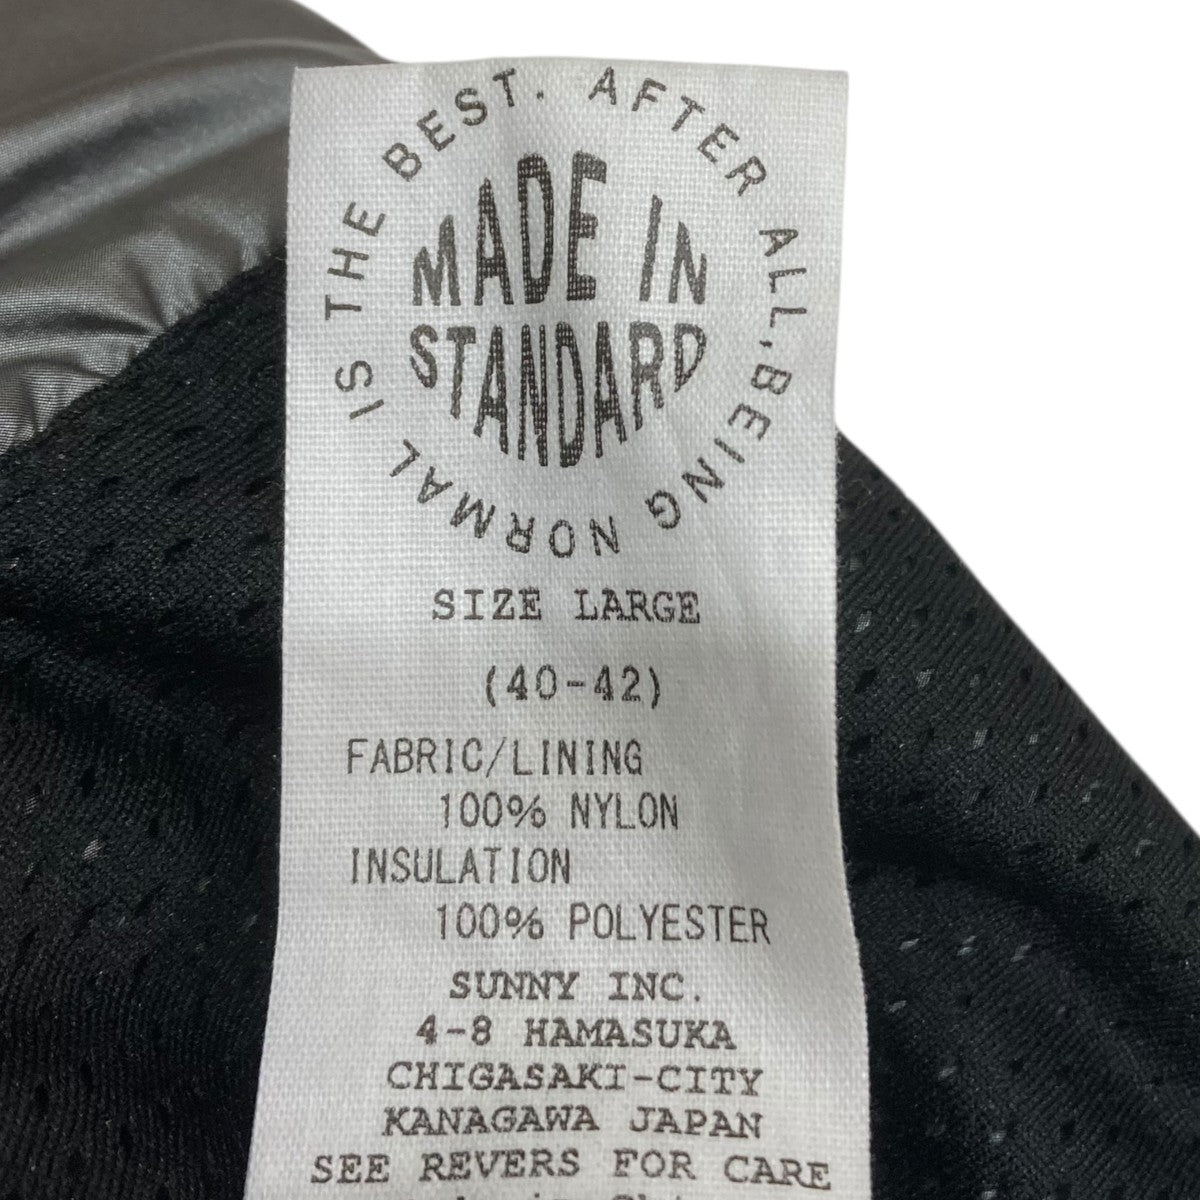 AFTER ALL, BEING NORMAL IS THE BEST.
MADE IN
STANDARD
SIZE LARGE
(40-42)
FABRIC/LINING
100% NYLON
INSULATION
100% POLYESTER
SUNNY INC.
4-8 HAMASUKA
CHIGASAKI-CITY
KANAGAWA JAPAN
SEE REVERS FOR CARE